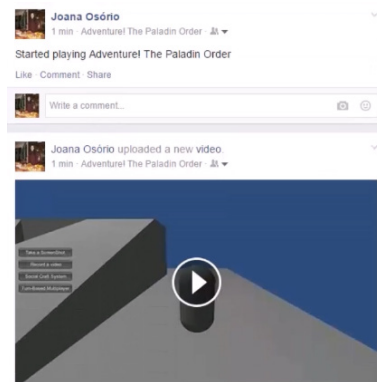 Joana Osório
1 min · Adventure! The Paladin Order ·
Started playing Adventure! The Paladin Order
Like · Comment · Share
Write a comment...
Joana Osório uploaded a new video.
1 min · Adventure! The Paladin Order ·
Take a ScreenShot
Record a video
Social Grab System
Turn-Based Multiplayer